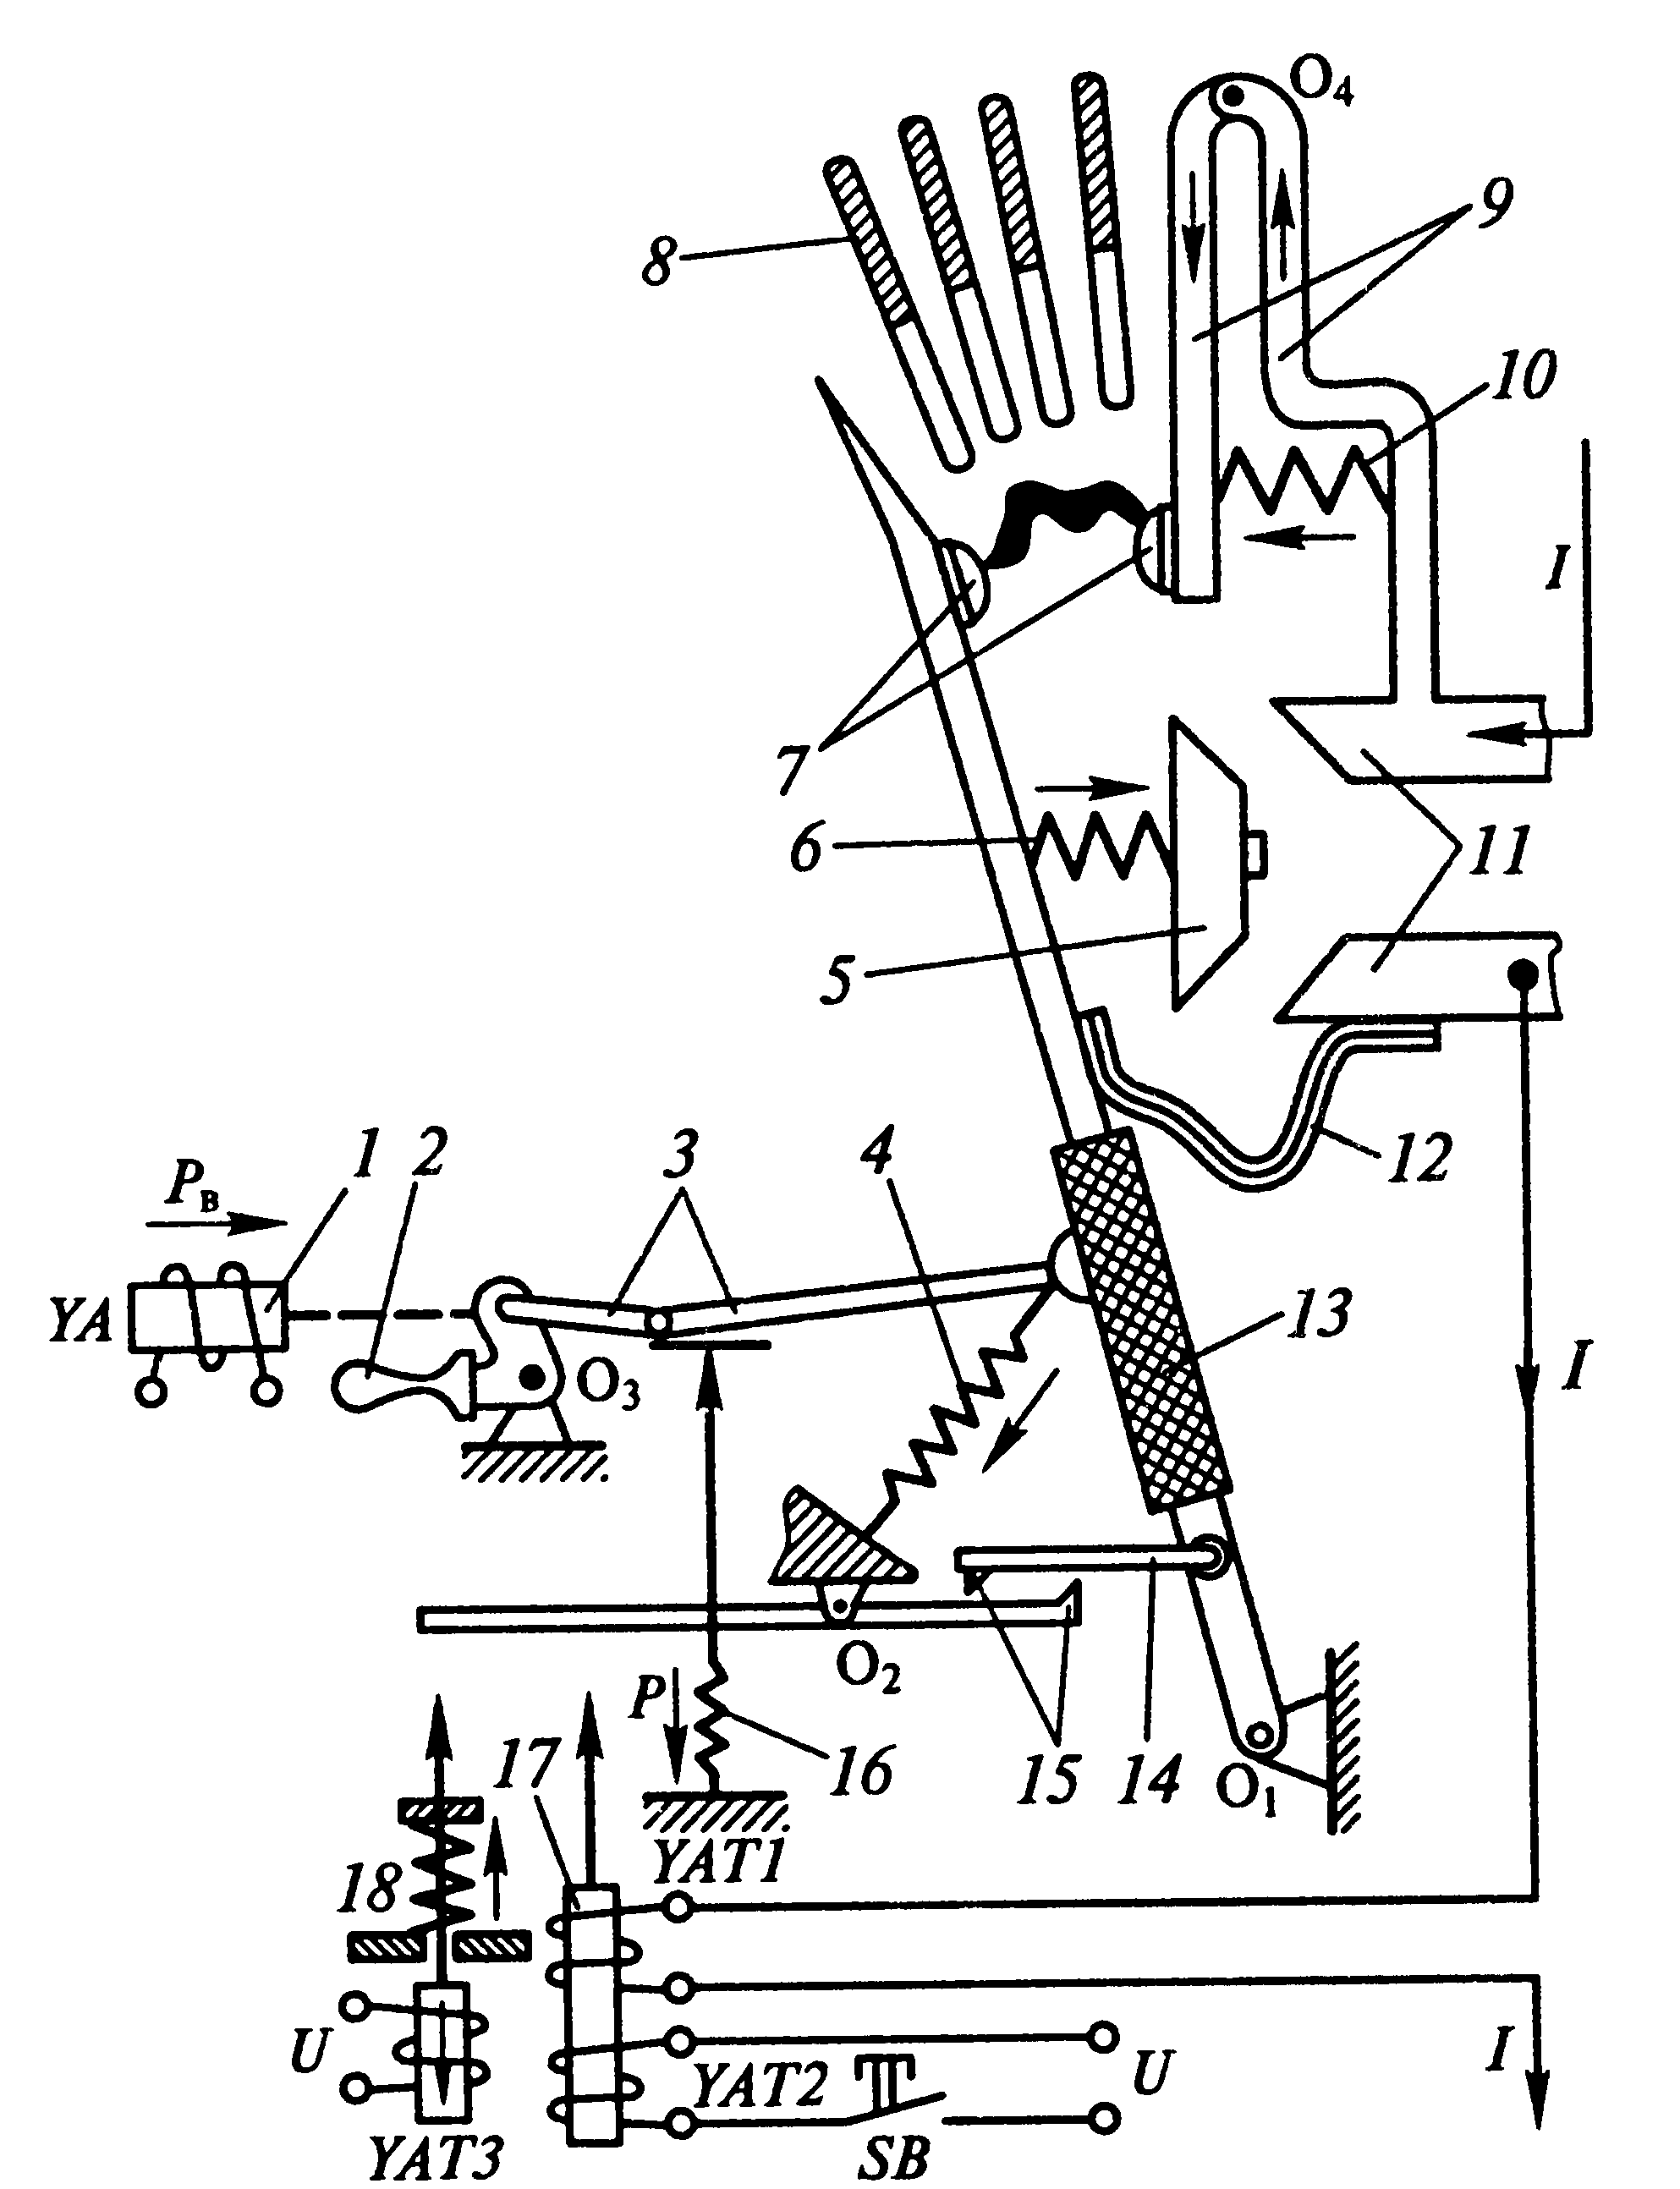 O₄
9
8
10
I
7
6
11
5
12
1
2
3
4
Pв
YA
13
O₃
I
O₂
P
17
16
15
14
O₁
YAT1
18
U
YAT2
U
I
YAT3
SB